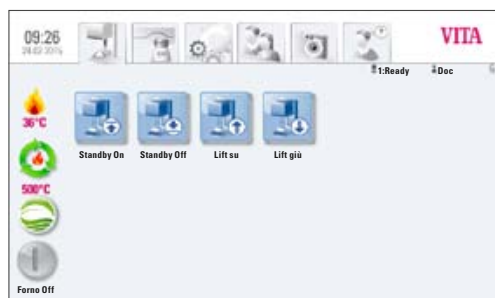 09:26
VITA
1:Ready Doc
36°C
Standby On Standby Off Lift su Lift giù
500°C
Forno Off